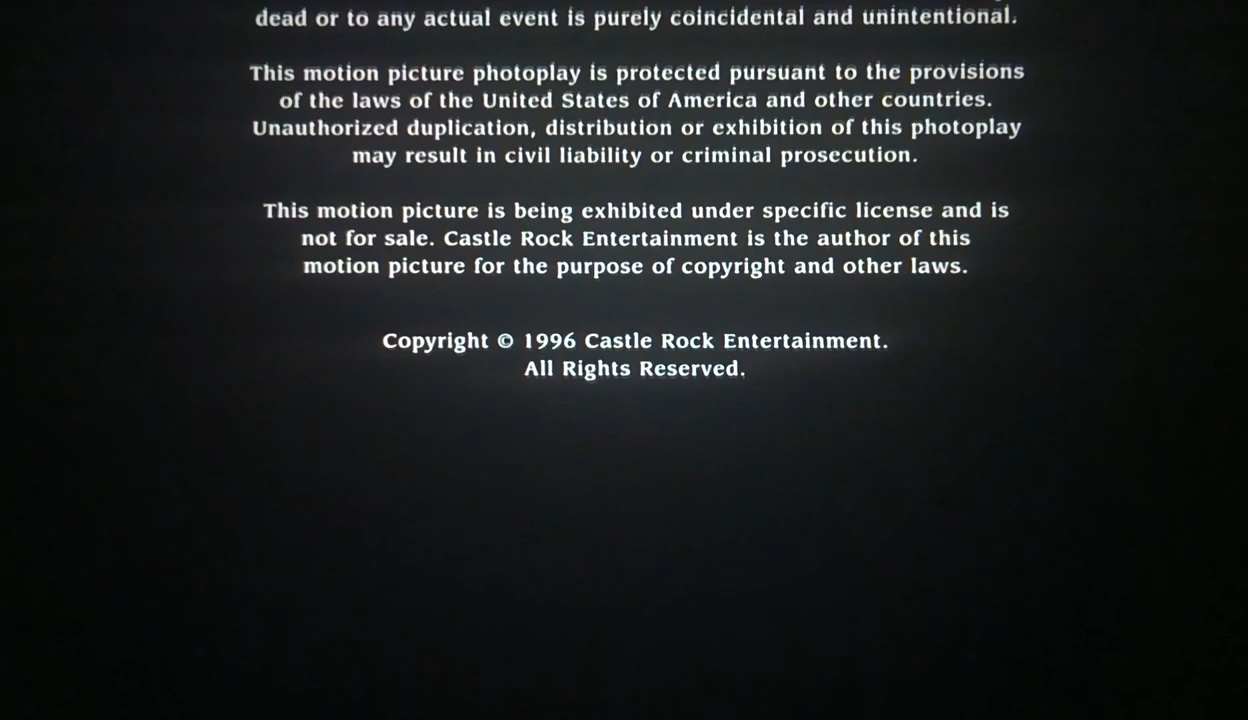 dead or to any actual event is purely coincidental and unintentional.
This motion picture photoplay is protected pursuant to the provisions
of the laws of the United States of America and other countries.
Unauthorized duplication, distribution or exhibition of this photoplay
may result in civil liability or criminal prosecution.
This motion picture is being exhibited under specific license and is
not for sale. Castle Rock Entertainment is the author of this
motion picture for the purpose of copyright and other laws.
Copyright © 1996 Castle Rock Entertainment.
All Rights Reserved.